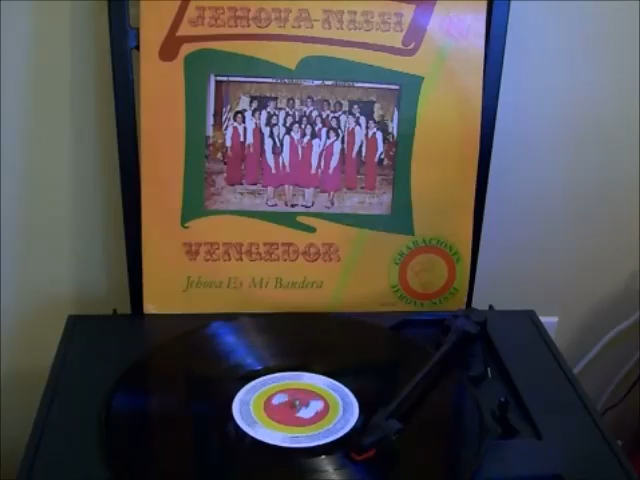 JEHOVA-NISSI
VENGEDOR
Jehova Es Mi Bandera
GRABACIONES
JEHOVA-NISSI